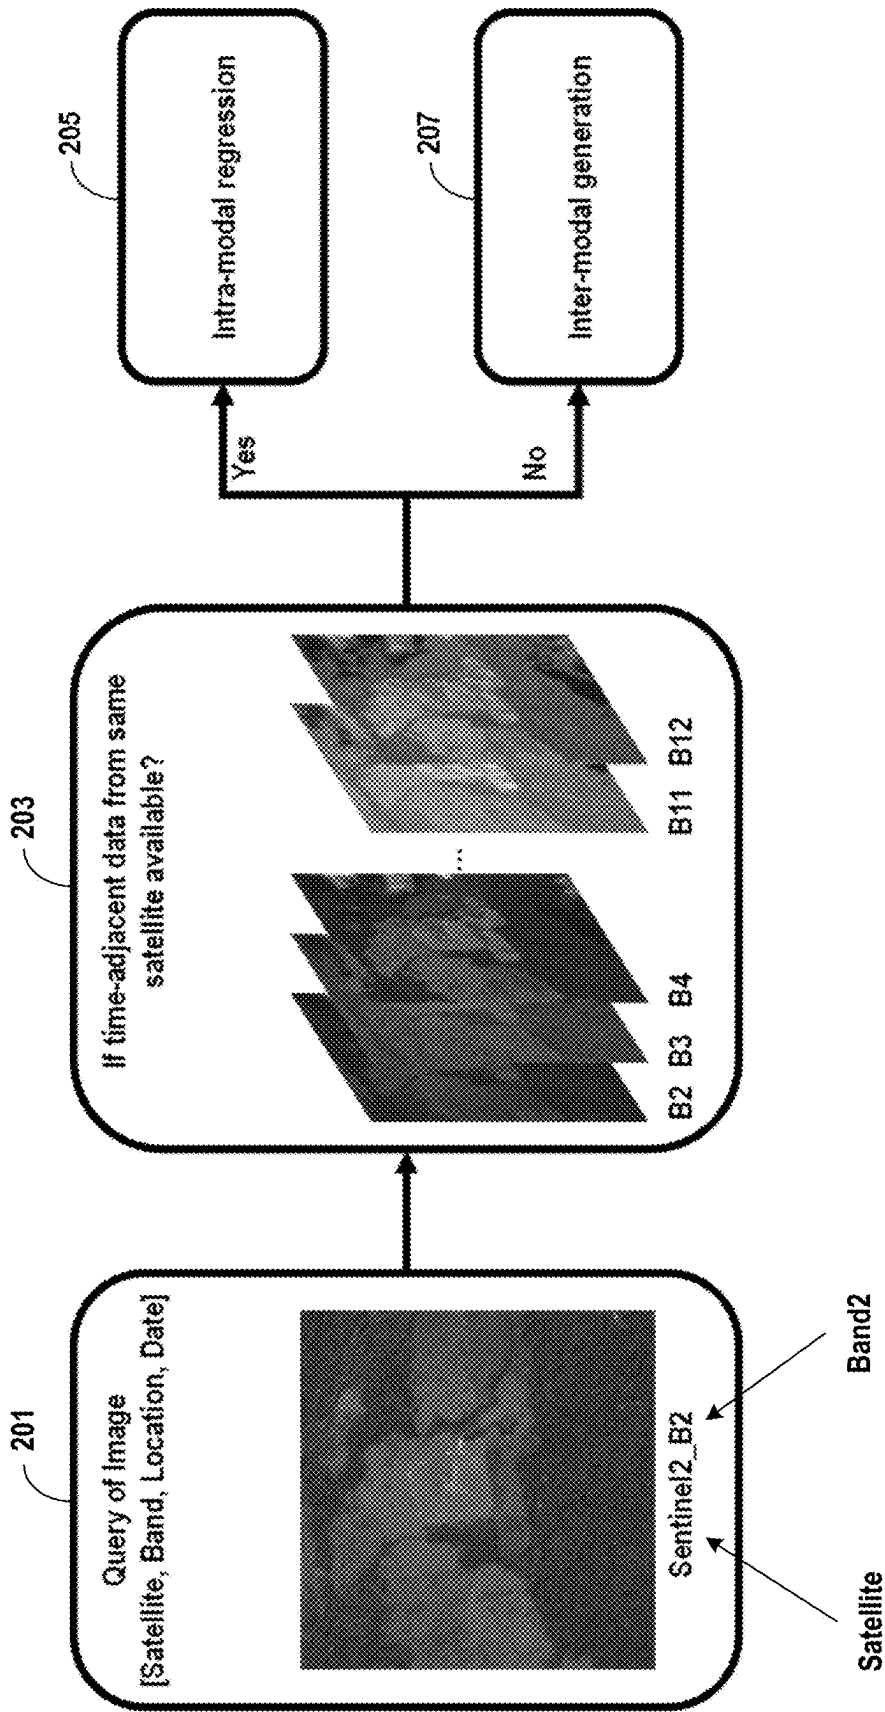 201
Query of Image
[Satellite, Band, Location, Date]
Sentinel2_B2
Satellite
Band2
203
If time-adjacent data from same
satellite available?
...
B2 B3 B4 B11 B12
Yes
No
205
Intra-modal regression
207
Inter-modal generation